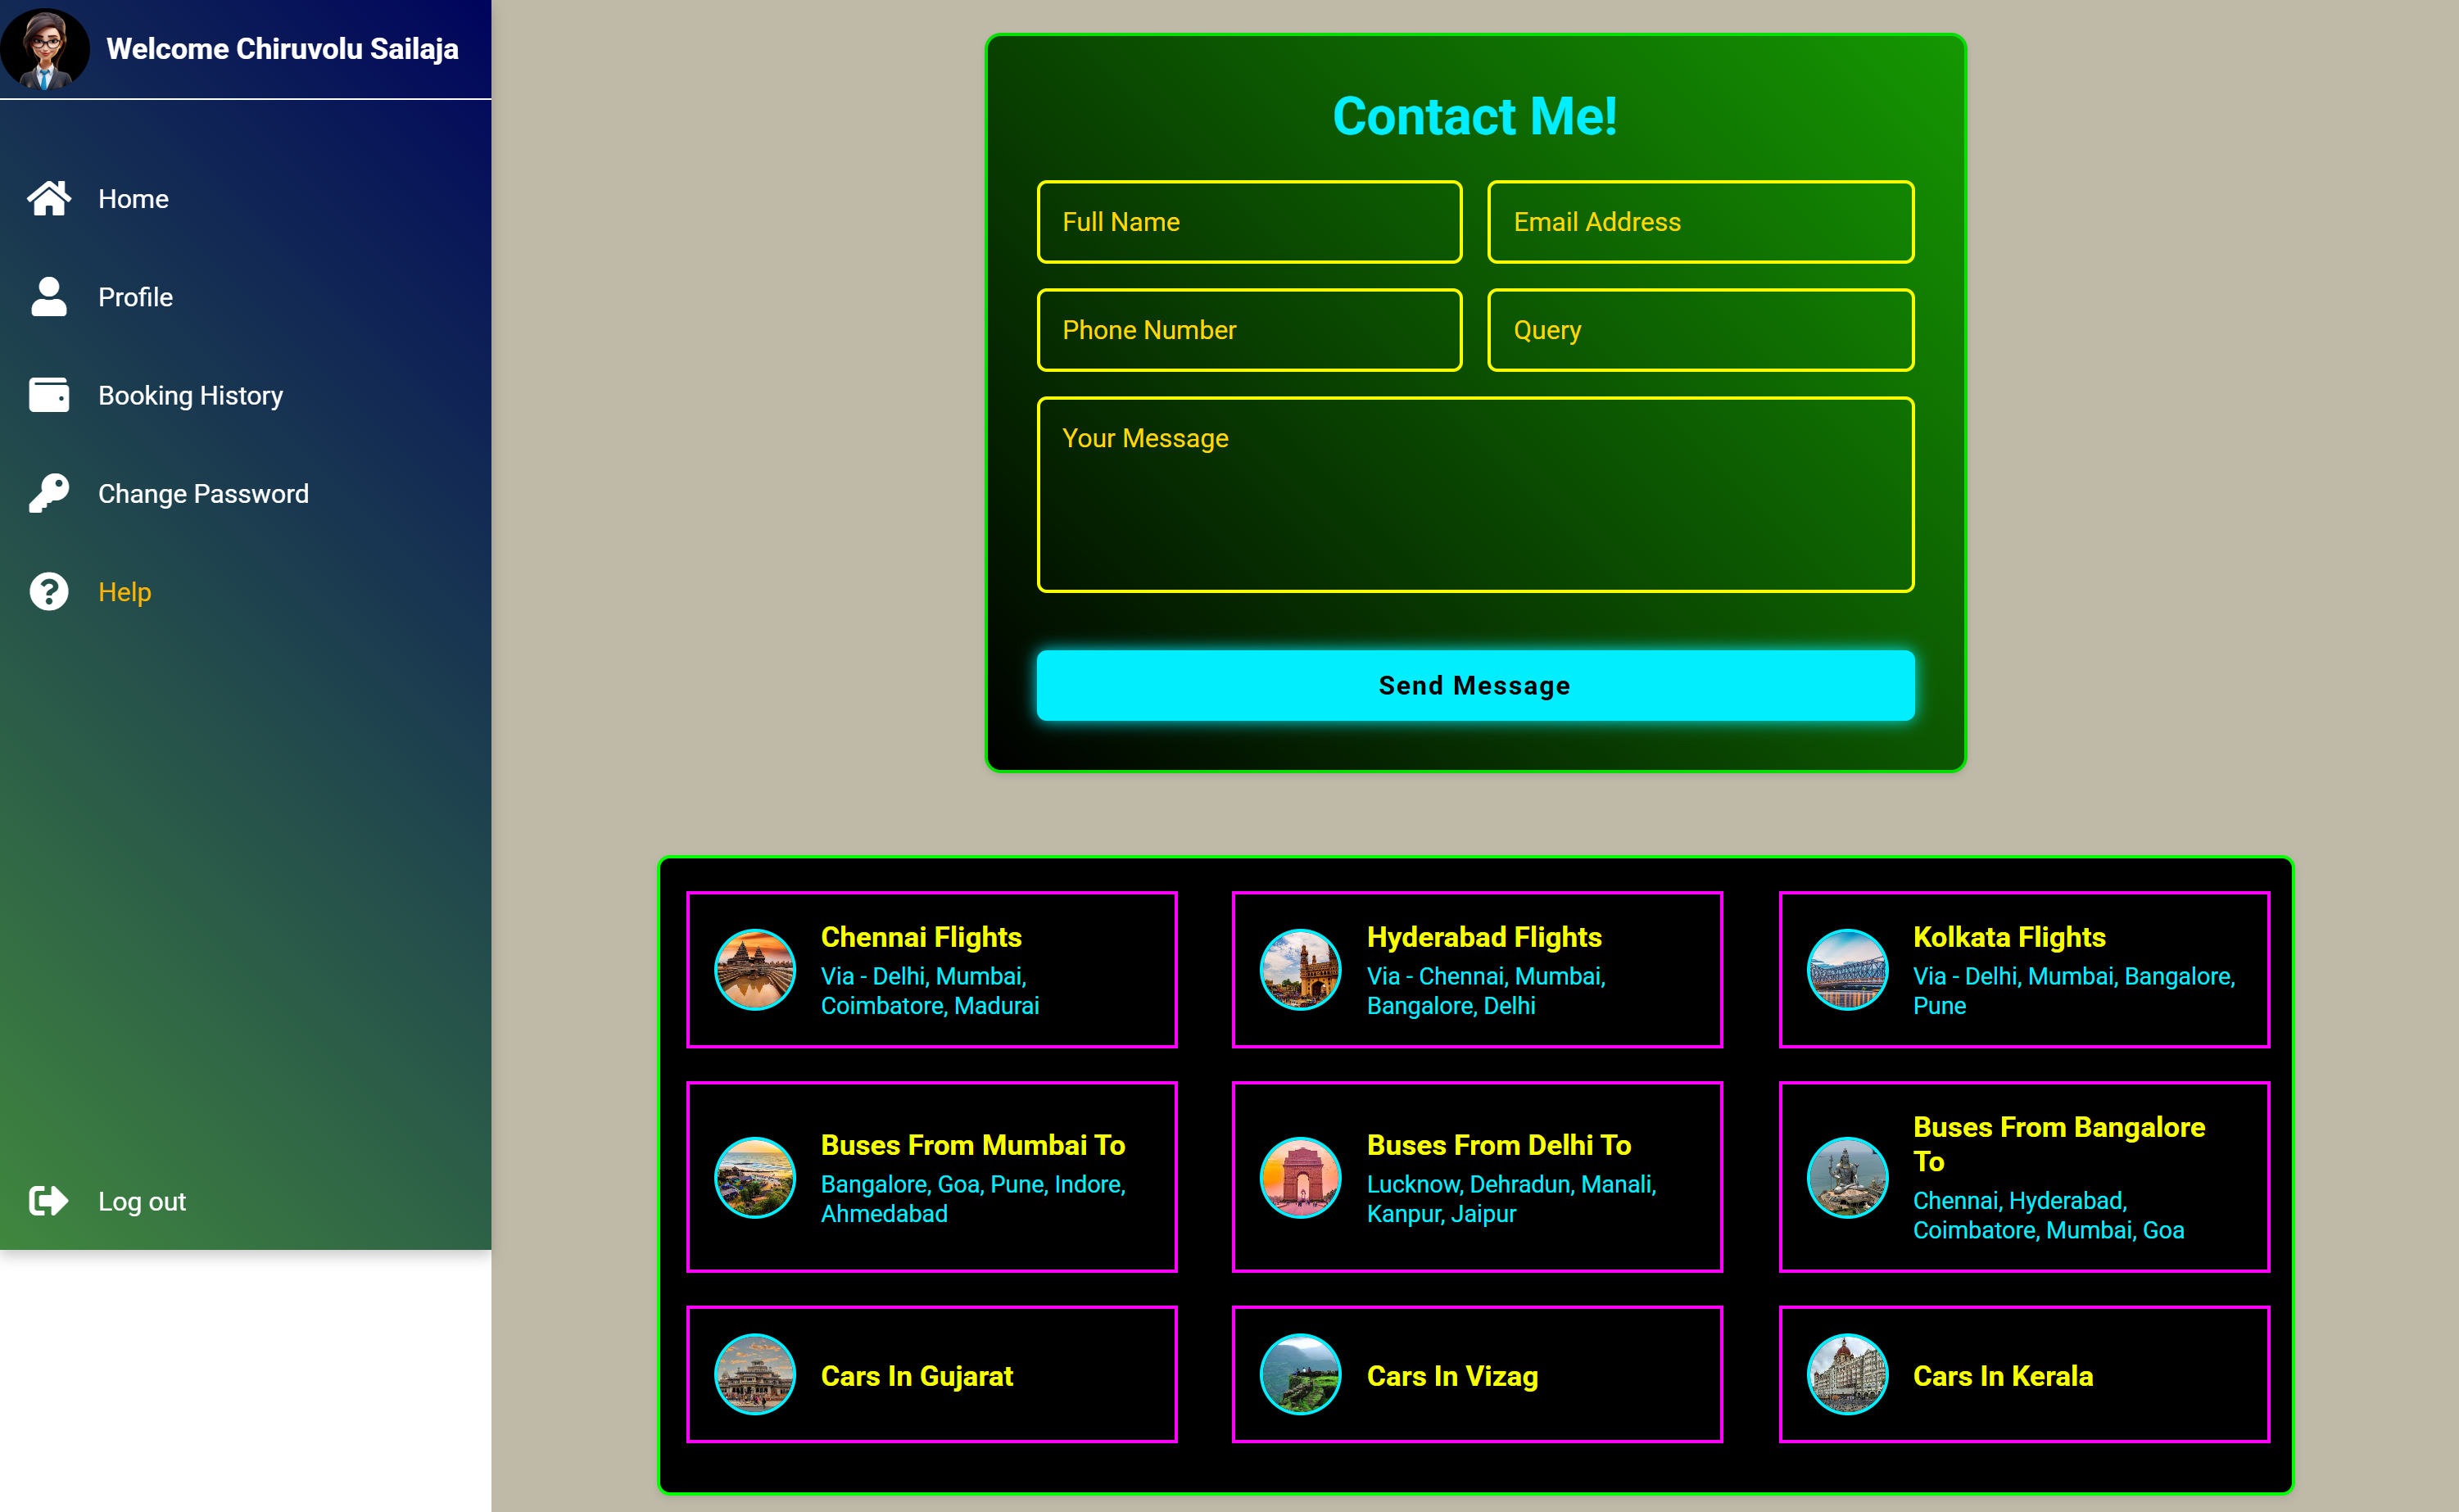 Welcome Chiruvolu Sailaja
Home
Profile
Booking History
Change Password
Help
Log out
Contact Me!
Full Name
Email Address
Phone Number
Query
Your Message
Send Message
Chennai Flights
Via - Delhi, Mumbai,
Coimbatore, Madurai
Hyderabad Flights
Via - Chennai, Mumbai,
Bangalore, Delhi
Kolkata Flights
Via - Delhi, Mumbai, Bangalore,
Pune
Buses From Mumbai To
Bangalore, Goa, Pune, Indore,
Ahmedabad
Buses From Delhi To
Lucknow, Dehradun, Manali,
Kanpur, Jaipur
Buses From Bangalore
To
Chennai, Hyderabad,
Coimbatore, Mumbai, Goa
Cars In Gujarat
Cars In Vizag
Cars In Kerala